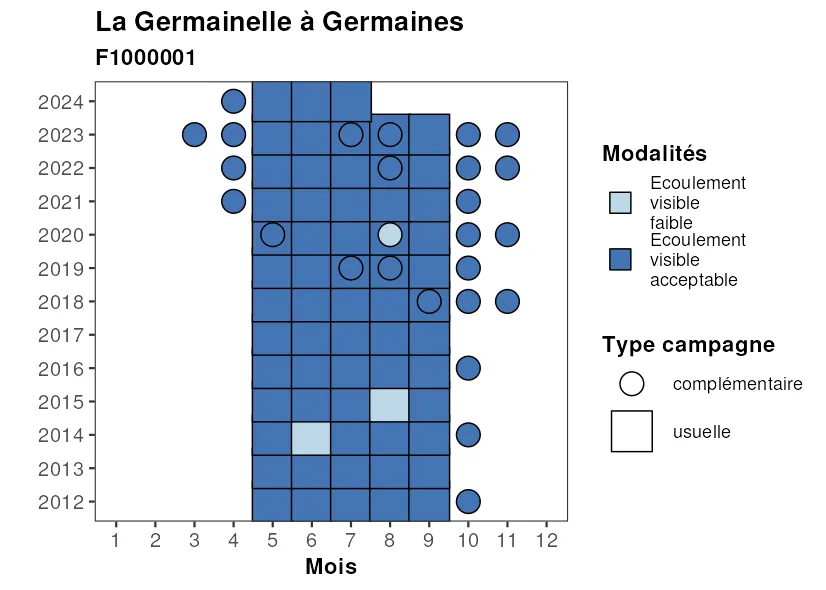 La Germainelle à Germaines
F1000001
2024
2023
2022
2021
2020
2019
2018
2017
2016
2015
2014
2013
2012
1 2 3 4 5 6 7 8 9 10 11 12
Mois
Modalités
Ecoulement
visible
faible
Ecoulement
visible
acceptable
Type campagne
complémentaire
usuelle